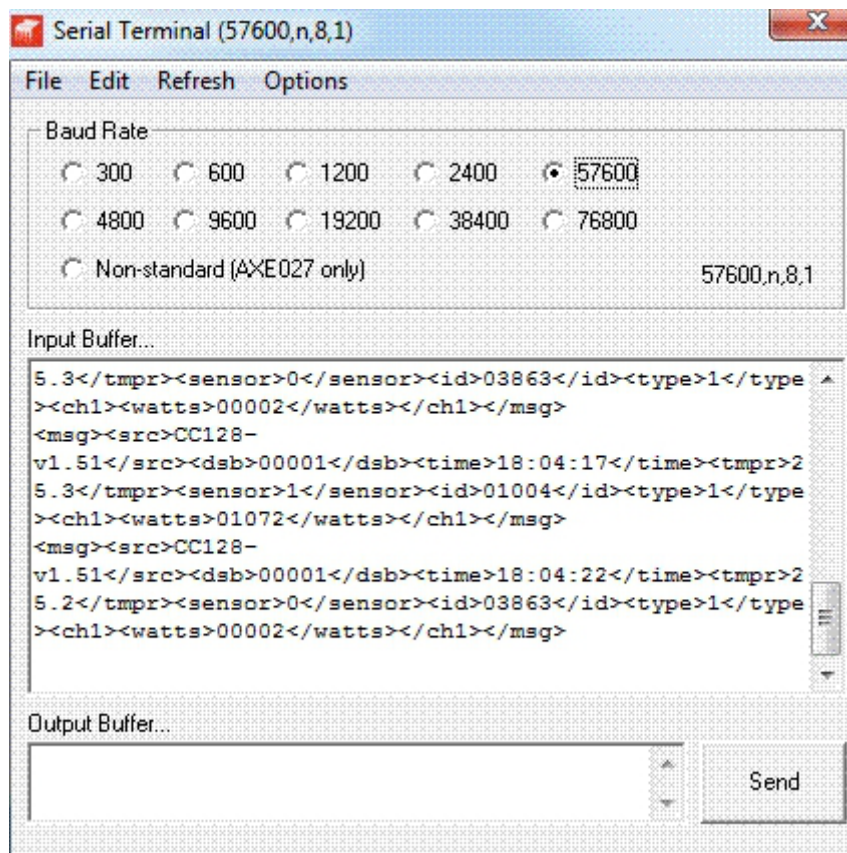 Serial Terminal (57600,n,8,1)
File Edit Refresh Options
Baud Rate
300 600 1200 2400 57600
4800 9600 19200 38400 76800
Non-standard (AXE027 only)
57600,n,8,1
Input Buffer...
5.3</tmpr><sensor>0</sensor><id>03863</id><type>1</type
><ch1><watts>00002</watts></ch1></msg>
<msg><src>CC128-
v1.51</src><dsb>00001</dsb><time>18:04:17</time><tmpr>2
5.3</tmpr><sensor>1</sensor><id>01004</id><type>1</type
><ch1><watts>01072</watts></ch1></msg>
<msg><src>CC128-
v1.51</src><dsb>00001</dsb><time>18:04:22</time><tmpr>2
5.2</tmpr><sensor>0</sensor><id>03863</id><type>1</type
><ch1><watts>00002</watts></ch1></msg>
Output Buffer...
Send